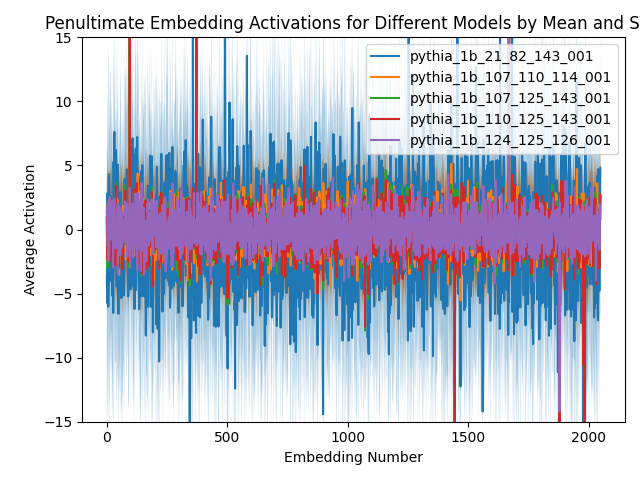 Penultimate Embedding Activations for Different Models by Mean and S
15
10
5
0
−5
−10
−15
Average Activation
pythia_1b_21_82_143_001
pythia_1b_107_110_114_001
pythia_1b_107_125_143_001
pythia_1b_110_125_143_001
pythia_1b_124_125_126_001
0 500 1000 1500 2000
Embedding Number